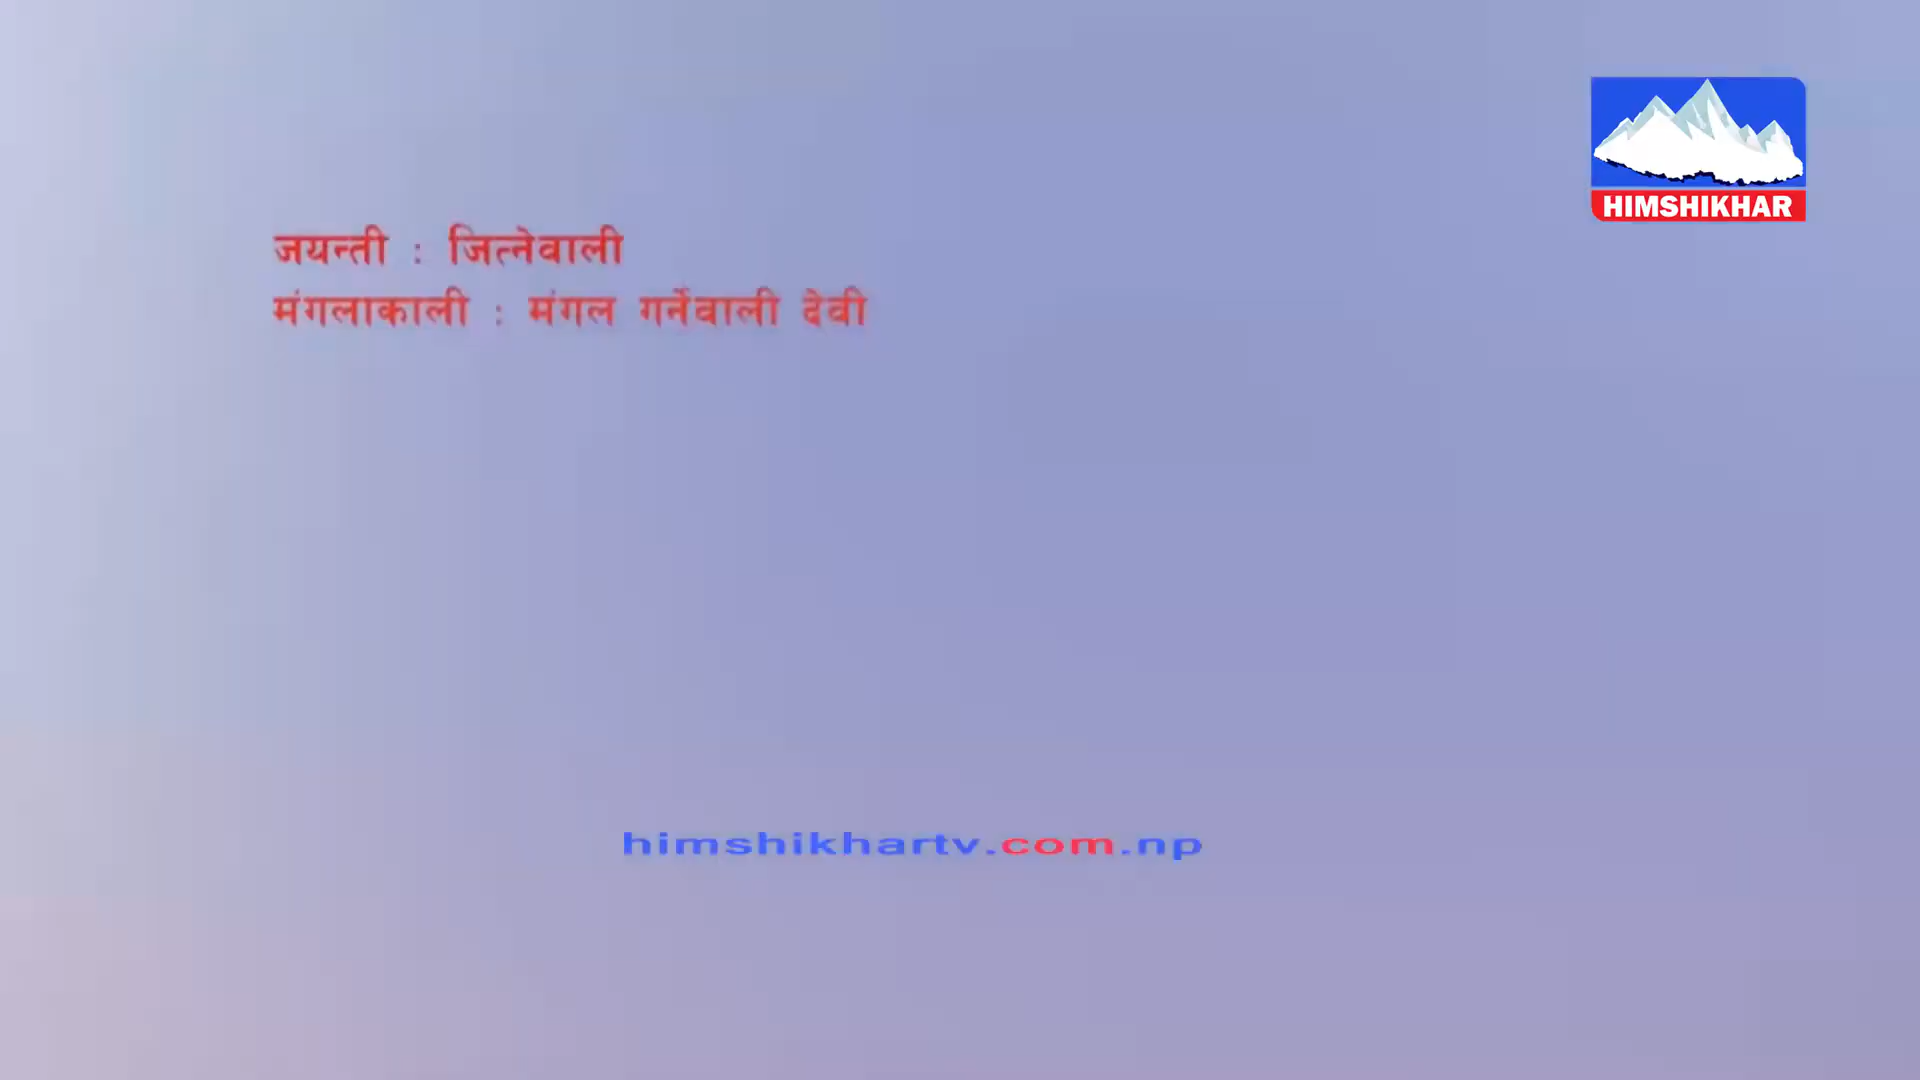 HIMSHIKHAR
जयन्ती : जित्नेवाली
मंगलाकाली : मंगल गर्नेवाली देवी
himshikhartv.com.np